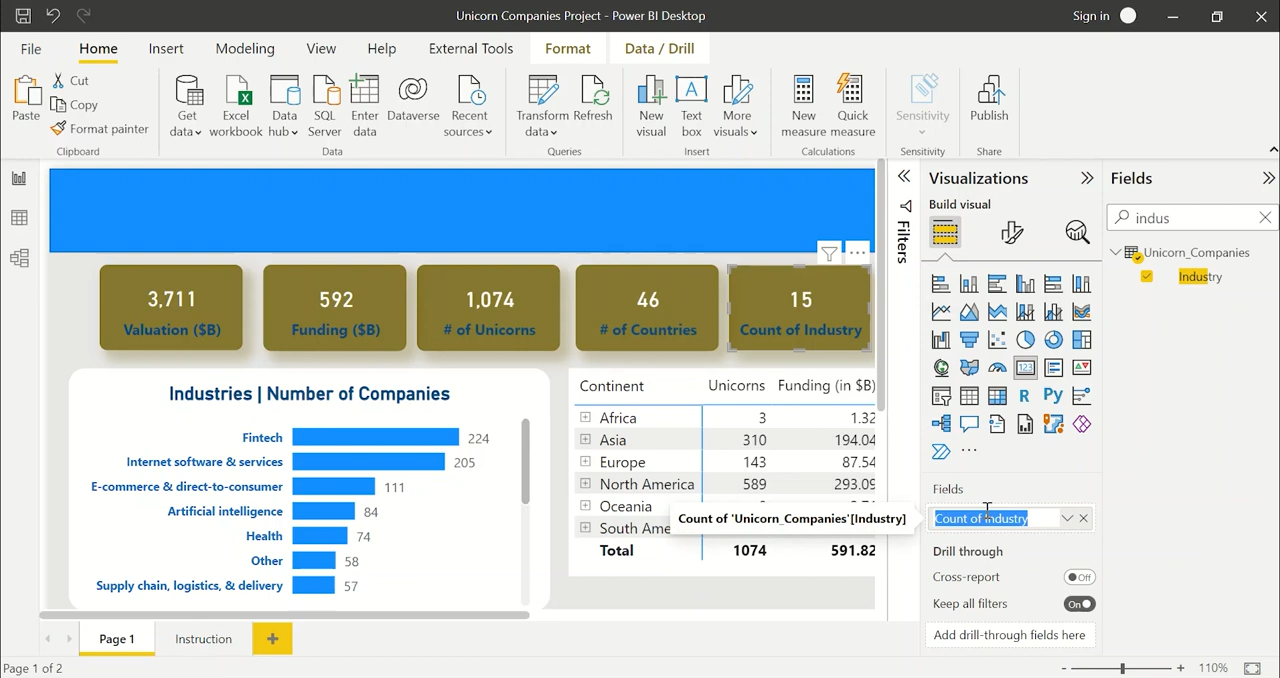 Unicorn Companies Project - Power BI Desktop
Sign in
File
Home
Insert
Modeling
View
Help
External Tools
Format
Data / Drill
Paste
Cut
Copy
Format painter
Clipboard
Get data
Excel workbook
Data hub
SQL Server
Enter data
Dataverse
Recent sources
Data
Transform data
Refresh
Queries
New visual
Text box
More visuals
Insert
New measure
Quick measure
Calculations
Sensitivity
Sensitivity
Publish
Share
3,711
Valuation ($B)
592
Funding ($B)
1,074
# of Unicorns
46
# of Countries
15
Count of Industry
Industries | Number of Companies
Fintech 224
Internet software & services 205
E-commerce & direct-to-consumer 111
Artificial intelligence 84
Health 74
Other 58
Supply chain, logistics, & delivery 57
Continent Unicorns Funding (in $B)
Africa 3 1.32
Asia 310 194.04
Europe 143 87.54
North America 589 293.09
Oceania
South Ame
Total 1074 591.82
Count of 'Unicorn_Companies'[Industry]
Filters
Visualizations
Build visual
R
Py
123
Fields
Count of Industry
Drill through
Cross-report
Off
Keep all filters
On
Add drill-through fields here
Fields
indus
Unicorn_Companies
Industry
Page 1
Instruction
Page 1 of 2
110%